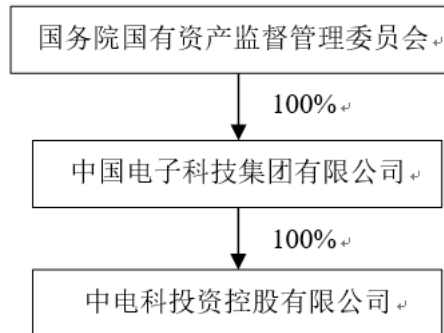 国务院国有资产监督管理委员会
100%
中国电子科技集团有限公司
100%
中电科投资控股有限公司